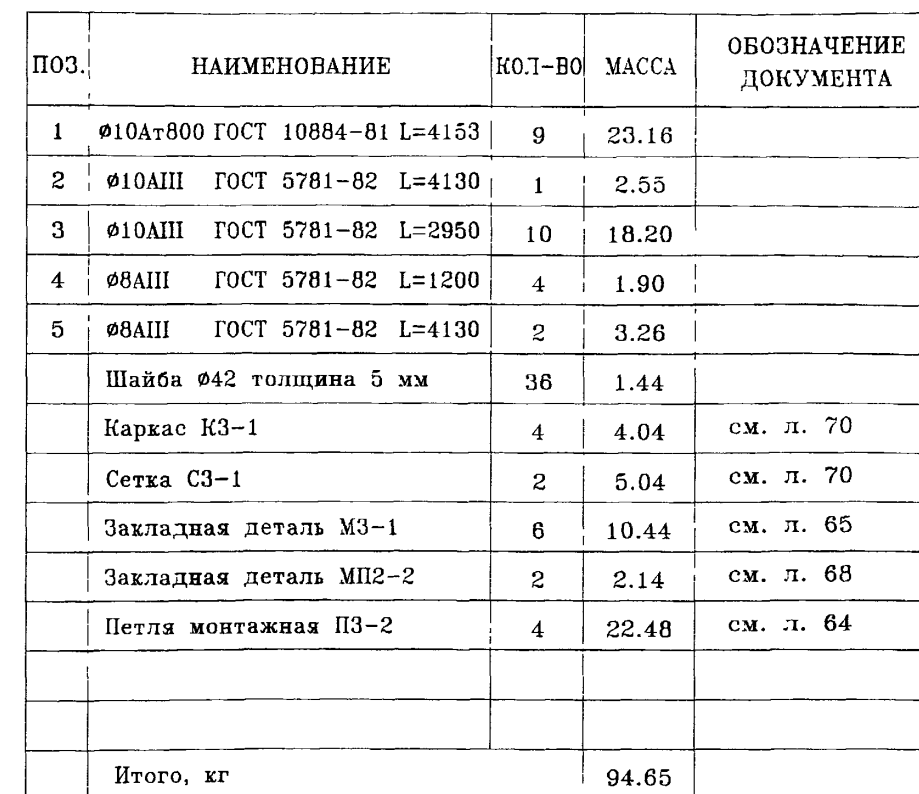 ПОЗ. НАИМЕНОВАНИЕ КОЛ-ВО МАССА ОБОЗНАЧЕНИЕ ДОКУМЕНТА
1 ø10Ат800 ГОСТ 10884-81 L=4153 9 23.16
2 ø10АIII ГОСТ 5781-82 L=4130 1 2.55
3 ø10АIII ГОСТ 5781-82 L=2950 10 18.20
4 ø8АIII ГОСТ 5781-82 L=1200 4 1.90
5 ø8АIII ГОСТ 5781-82 L=4130 2 3.26
Шайба ø42 толщина 5 мм 36 1.44
Каркас К3-1 4 4.04 см. л. 70
Сетка С3-1 2 5.04 см. л. 70
Закладная деталь М3-1 6 10.44 см. л. 65
Закладная деталь МП2-2 2 2.14 см. л. 68
Петля монтажная П3-2 4 22.48 см. л. 64
Итого, кг 94.65